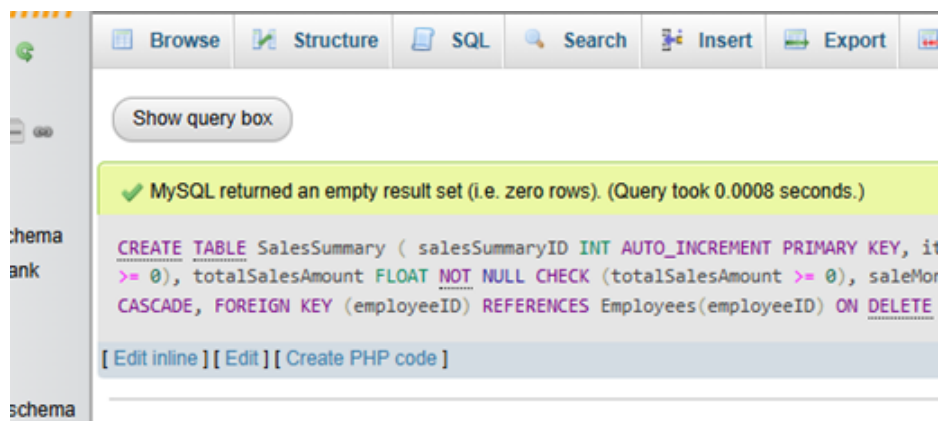 Browse Structure SQL Search Insert Export
Show query box
MySQL returned an empty result set (i.e. zero rows). (Query took 0.0008 seconds.)
chema
CREATE TABLE SalesSummary ( salesSummaryID INT AUTO_INCREMENT PRIMARY KEY, it
ank
>= 0), totalSalesAmount FLOAT NOT NULL CHECK (totalSalesAmount >= 0), saleMon
CASCADE, FOREIGN KEY (employeeID) REFERENCES Employees(employeeID) ON DELETE
[ Edit inline ] [ Edit ] [ Create PHP code ]
schema